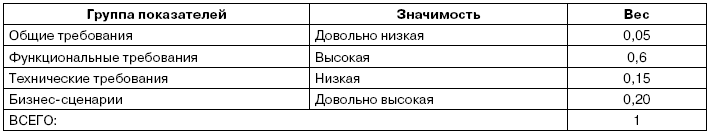 Группа показателей Значимость Вес
Общие требования Довольно низкая 0,05
Функциональные требования Высокая 0,6
Технические требования Низкая 0,15
Бизнес-сценарии Довольно высокая 0,20
ВСЕГО: 1